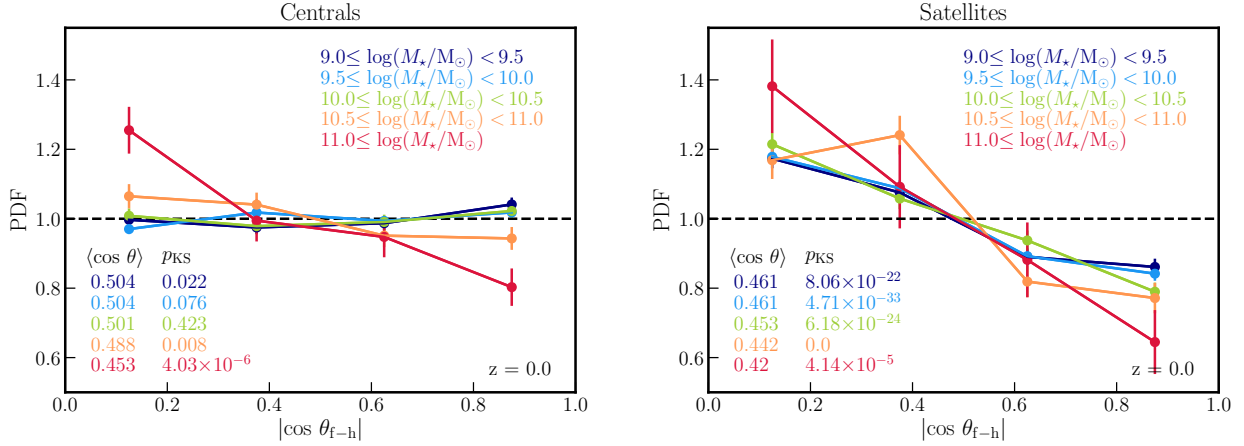 Centrals
PDF
1.4
1.2
1.0
0.8
0.6
9.0≤ log(M⋆/M⊙) < 9.5
9.5≤ log(M⋆/M⊙) < 10.0
10.0≤ log(M⋆/M⊙) < 10.5
10.5≤ log(M⋆/M⊙) < 11.0
11.0≤ log(M⋆/M⊙)
⟨cos θ⟩ pKS
0.504 0.022
0.504 0.076
0.501 0.423
0.488 0.008
0.453 4.03×10⁻⁶
z = 0.0
0.0 0.2 0.4 0.6 0.8 1.0
|cos θf−h|
Satellites
PDF
1.4
1.2
1.0
0.8
0.6
9.0≤ log(M⋆/M⊙) < 9.5
9.5≤ log(M⋆/M⊙) < 10.0
10.0≤ log(M⋆/M⊙) < 10.5
10.5≤ log(M⋆/M⊙) < 11.0
11.0≤ log(M⋆/M⊙)
⟨cos θ⟩ pKS
0.461 8.06×10⁻²²
0.461 4.71×10⁻³³
0.453 6.18×10⁻²⁴
0.442 0.0
0.42 4.14×10⁻⁵
z = 0.0
0.0 0.2 0.4 0.6 0.8 1.0
|cos θf−h|